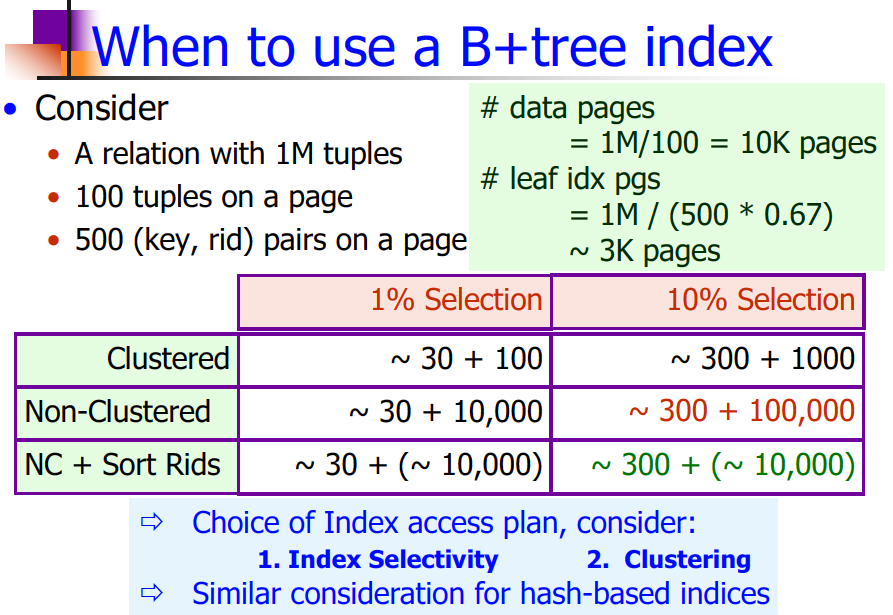 When to use a B+tree index
• Consider
• A relation with 1M tuples
• 100 tuples on a page
• 500 (key, rid) pairs on a page
# data pages
= 1M/100 = 10K pages
# leaf idx pgs
= 1M / (500 * 0.67)
~ 3K pages
1% Selection 10% Selection
Clustered ~ 30 + 100 ~ 300 + 1000
Non-Clustered ~ 30 + 10,000 ~ 300 + 100,000
NC + Sort Rids ~ 30 + (~ 10,000) ~ 300 + (~ 10,000)
⇨ Choice of Index access plan, consider:
1. Index Selectivity 2. Clustering
⇨ Similar consideration for hash-based indices